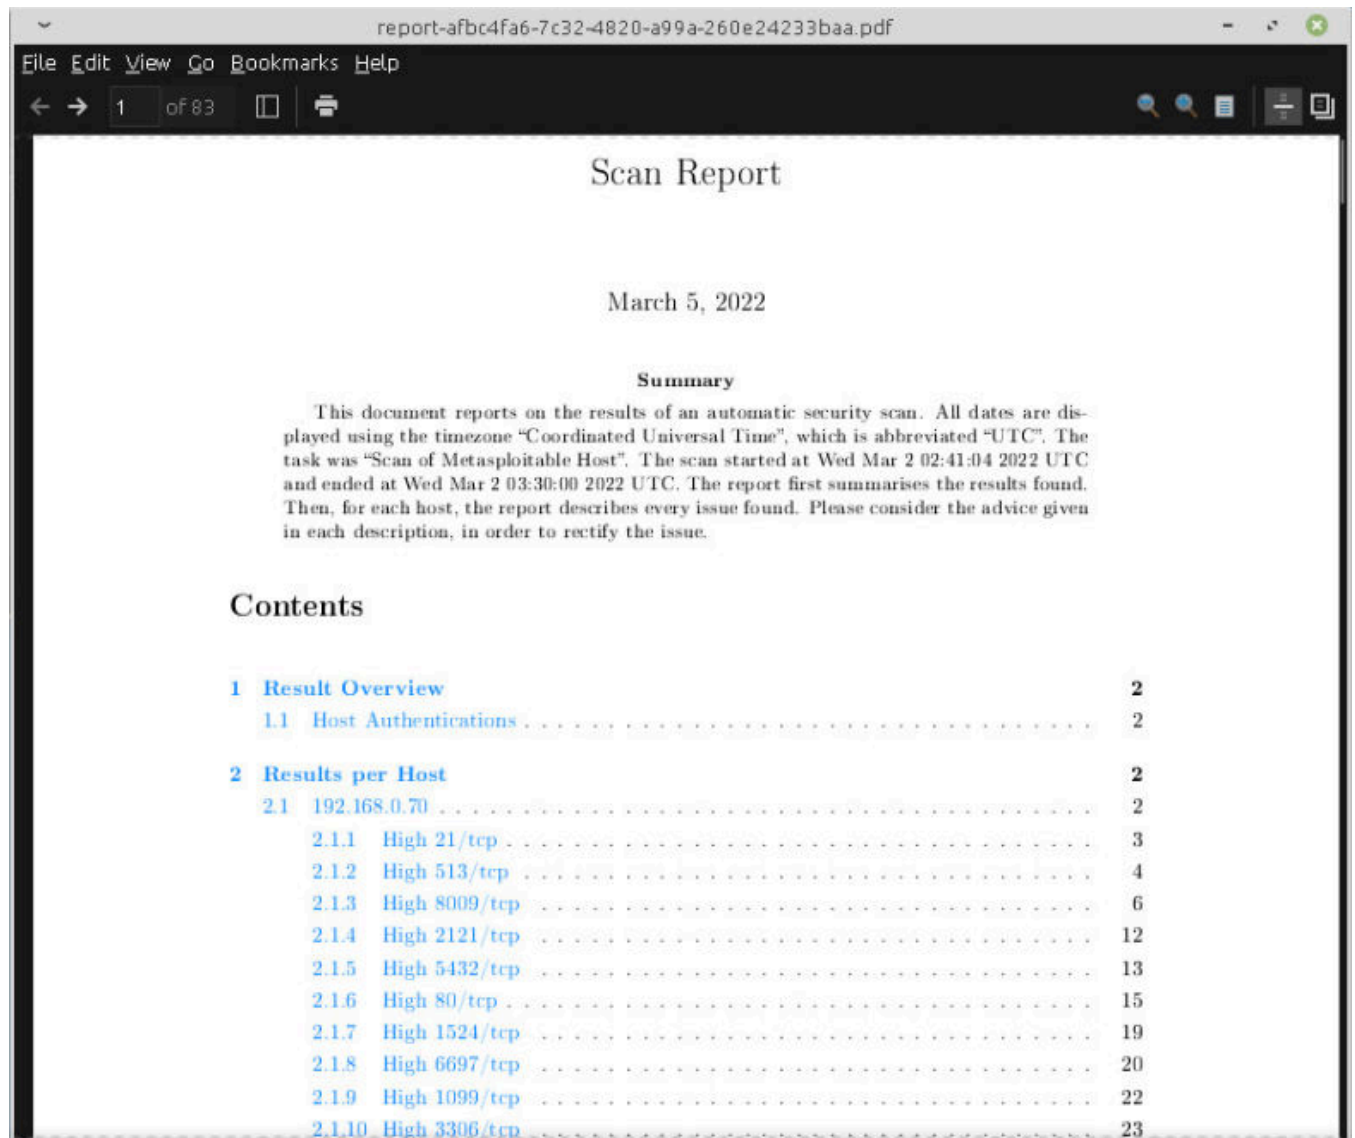 report-afbc4fa6-7c32-4820-a99a-260e24233baa.pdf
File Edit View Go Bookmarks Help
1 of 83
Scan Report
March 5, 2022
Summary
This document reports on the results of an automatic security scan. All dates are dis-
played using the timezone “Coordinated Universal Time”, which is abbreviated “UTC”. The
task was “Scan of Metasploitable Host”. The scan started at Wed Mar 2 02:41:04 2022 UTC
and ended at Wed Mar 2 03:30:00 2022 UTC. The report first summarises the results found.
Then, for each host, the report describes every issue found. Please consider the advice given
in each description, in order to rectify the issue.
Contents
1 Result Overview 2
1.1 Host Authentications . . . . . . . . . . . . . . . . . . . . . . . . . . . . . . . . . . . . . . . . 2
2 Results per Host 2
2.1 192.168.0.70 . . . . . . . . . . . . . . . . . . . . . . . . . . . . . . . . . . . . . . . . . . . . . . 2
2.1.1 High 21/tcp . . . . . . . . . . . . . . . . . . . . . . . . . . . . . . . . . . . . . . . . . 3
2.1.2 High 513/tcp . . . . . . . . . . . . . . . . . . . . . . . . . . . . . . . . . . . . . . . . 4
2.1.3 High 8009/tcp . . . . . . . . . . . . . . . . . . . . . . . . . . . . . . . . . . . . . . . 6
2.1.4 High 2121/tcp . . . . . . . . . . . . . . . . . . . . . . . . . . . . . . . . . . . . . . . 12
2.1.5 High 5432/tcp . . . . . . . . . . . . . . . . . . . . . . . . . . . . . . . . . . . . . . . 13
2.1.6 High 80/tcp . . . . . . . . . . . . . . . . . . . . . . . . . . . . . . . . . . . . . . . . . 15
2.1.7 High 1524/tcp . . . . . . . . . . . . . . . . . . . . . . . . . . . . . . . . . . . . . . . 19
2.1.8 High 6697/tcp . . . . . . . . . . . . . . . . . . . . . . . . . . . . . . . . . . . . . . . 20
2.1.9 High 1099/tcp . . . . . . . . . . . . . . . . . . . . . . . . . . . . . . . . . . . . . . . 22
2.1.10 High 3306/tcp . . . . . . . . . . . . . . . . . . . . . . . . . . . . . . . . . . . . . . . 23